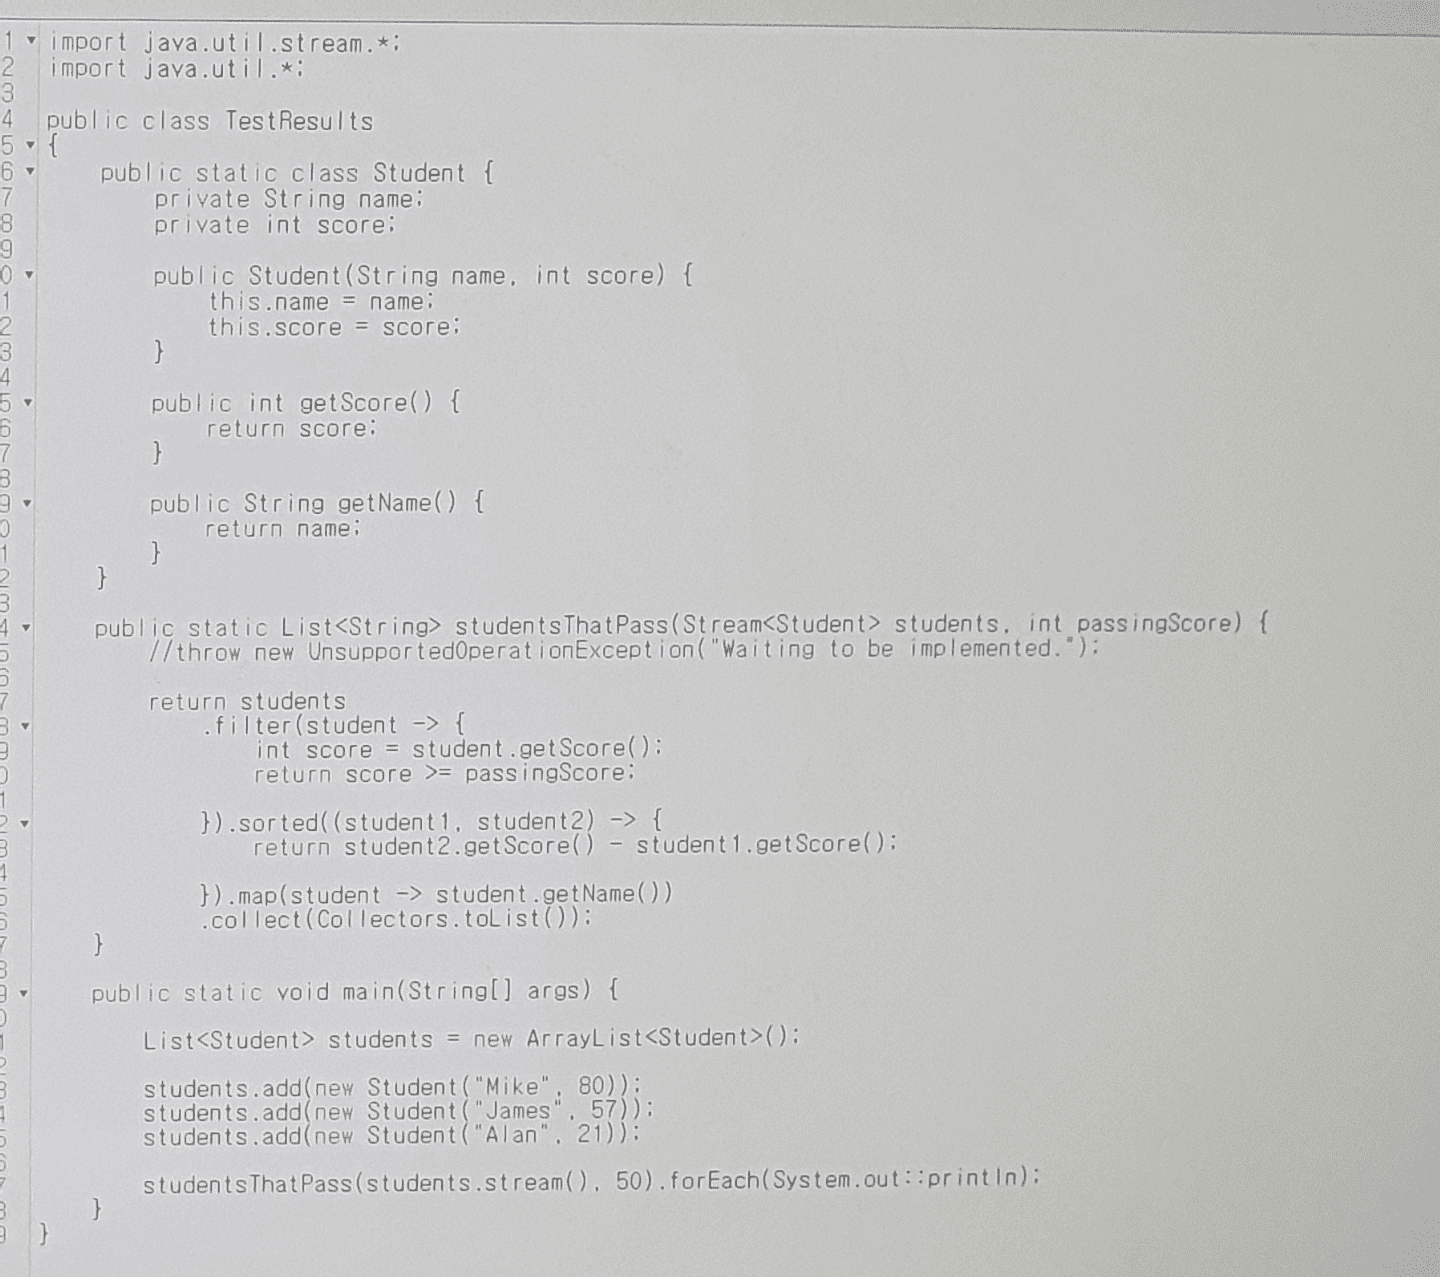 1 import java.util.stream.*;
2 import java.util.*;
3
4 public class TestResults
5 {
6 public static class Student {
7 private String name;
8 private int score;
9
0 public Student(String name, int score) {
1 this.name = name;
2 this.score = score;
3 }
4
5 public int getScore() {
6 return score;
7 }
8
9 public String getName() {
0 return name;
1 }
2 }
3
4 public static List<String> studentsThatPass(Stream<Student> students, int passingScore) {
5 //throw new UnsupportedOperationException("Waiting to be implemented.");
6
7 return students
8 .filter(student -> {
9 int score = student.getScore();
0 return score >= passingScore;
1
2 }).sorted((student1, student2) -> {
3 return student2.getScore() - student1.getScore();
4
5 }).map(student -> student.getName())
6 .collect(Collectors.toList());
7 }
8
9 public static void main(String[] args) {
0
1 List<Student> students = new ArrayList<Student>();
2
3 students.add(new Student("Mike", 80));
4 students.add(new Student("James", 57));
5 students.add(new Student("Alan", 21));
6
7 studentsThatPass(students.stream(), 50).forEach(System.out::println);
8 }
9 }